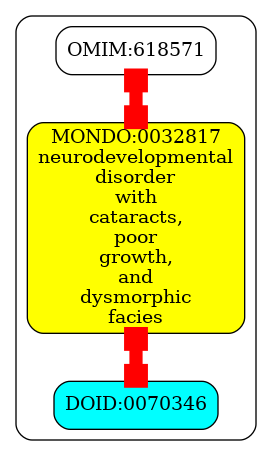 OMIM:618571
MONDO:0032817
neurodevelopmental
disorder
with
cataracts,
poor
growth,
and
dysmorphic
facies
DOID:0070346